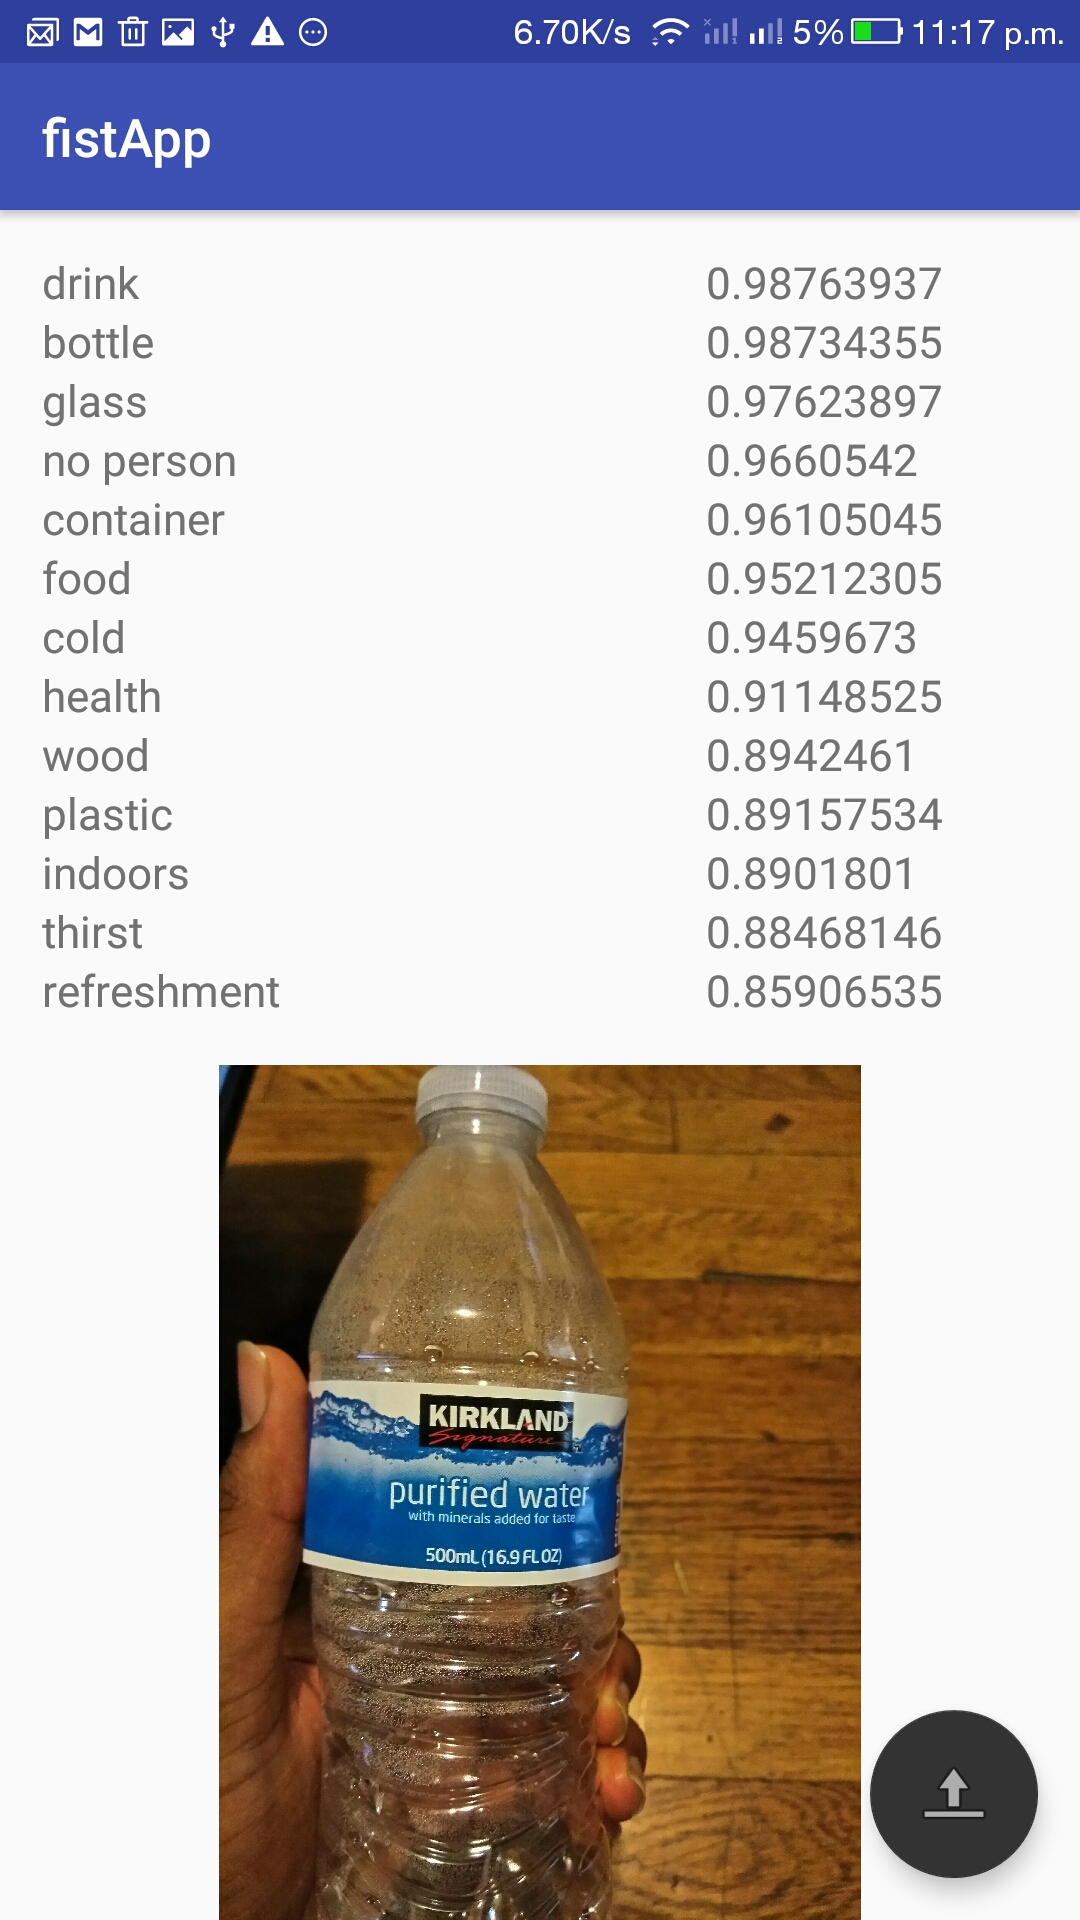 6.70K/s 5% 11:17 p.m.
fistApp
drink 0.98763937
bottle 0.98734355
glass 0.97623897
no person 0.9660542
container 0.96105045
food 0.95212305
cold 0.9459673
health 0.91148525
wood 0.8942461
plastic 0.89157534
indoors 0.8901801
thirst 0.88468146
refreshment 0.85906535
KIRKLAND
Signature
purified water
with minerals added for taste
500mL (16.9 FL OZ)